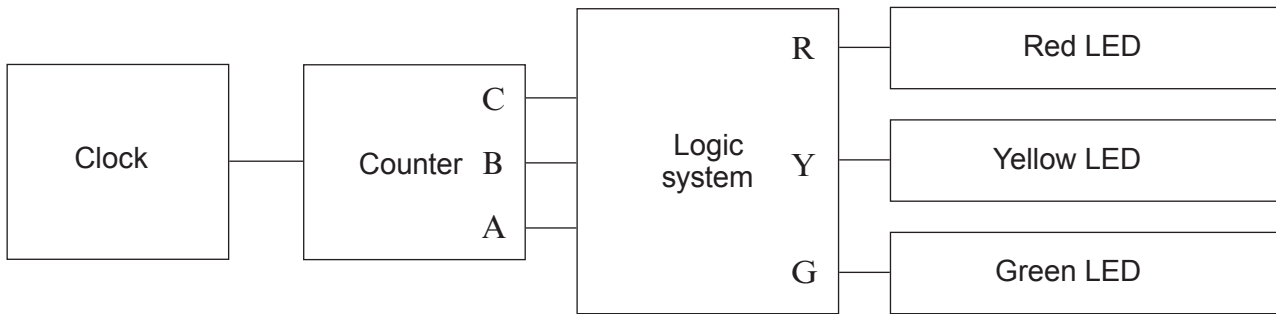 Clock
Counter
C
B
A
Logic
system
R
Y
G
Red LED
Yellow LED
Green LED